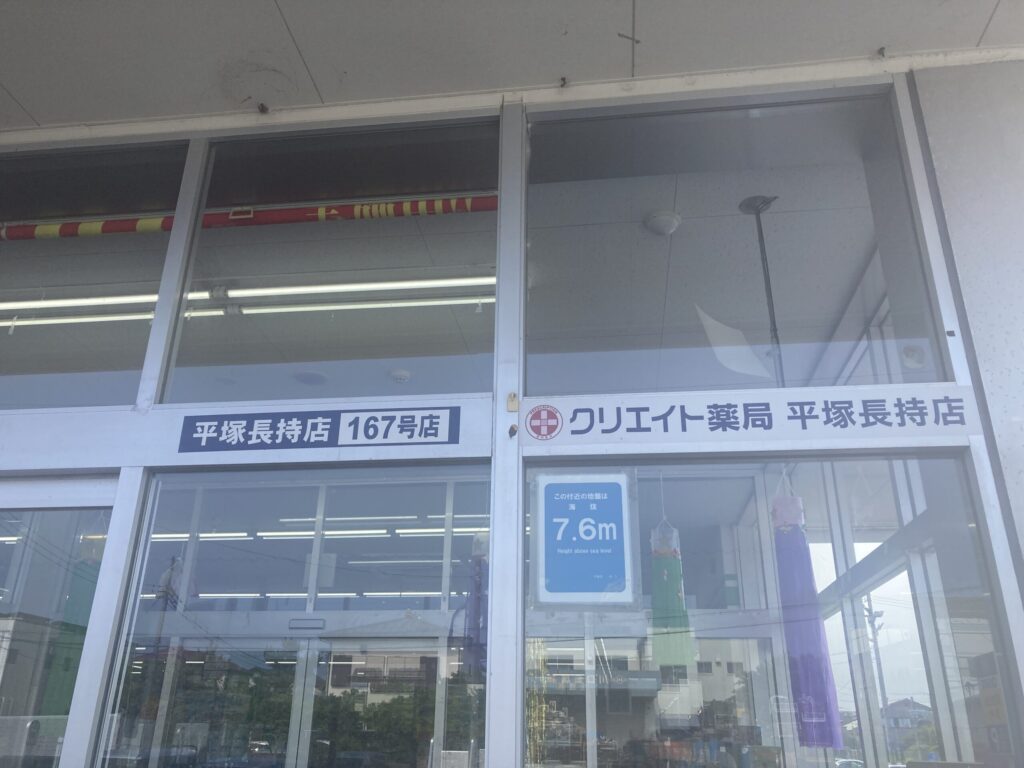 平塚長持店 167号店
クリエイト薬局 平塚長持店
この付近の地盤は
海抜
7.6m
Height above sea level